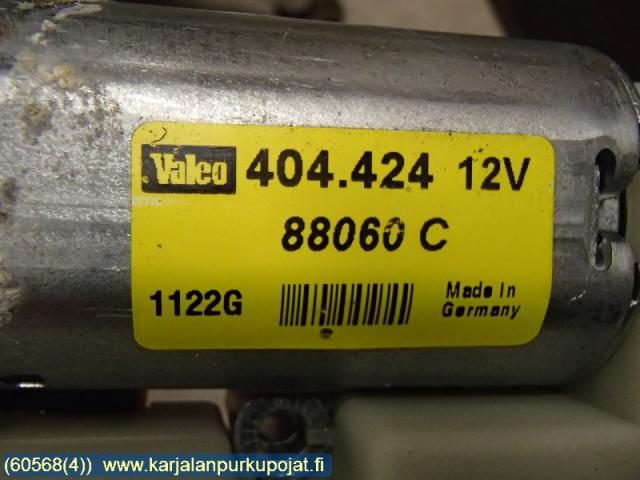 Valeo 404.424 12V
88060 C
1122G Made In
Germany
(60568(4)) www.karjalanpurkupojat.fi